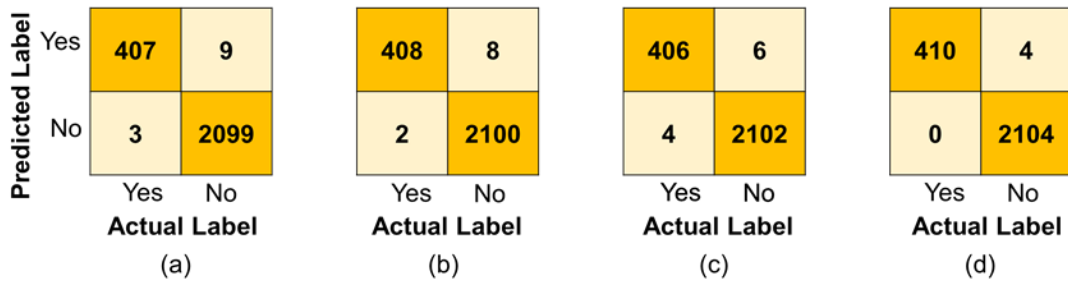 Predicted Label
Yes
No
407 9
3 2099
Yes No
Actual Label
(a)
408 8
2 2100
Yes No
Actual Label
(b)
406 6
4 2102
Yes No
Actual Label
(c)
410 4
0 2104
Yes No
Actual Label
(d)